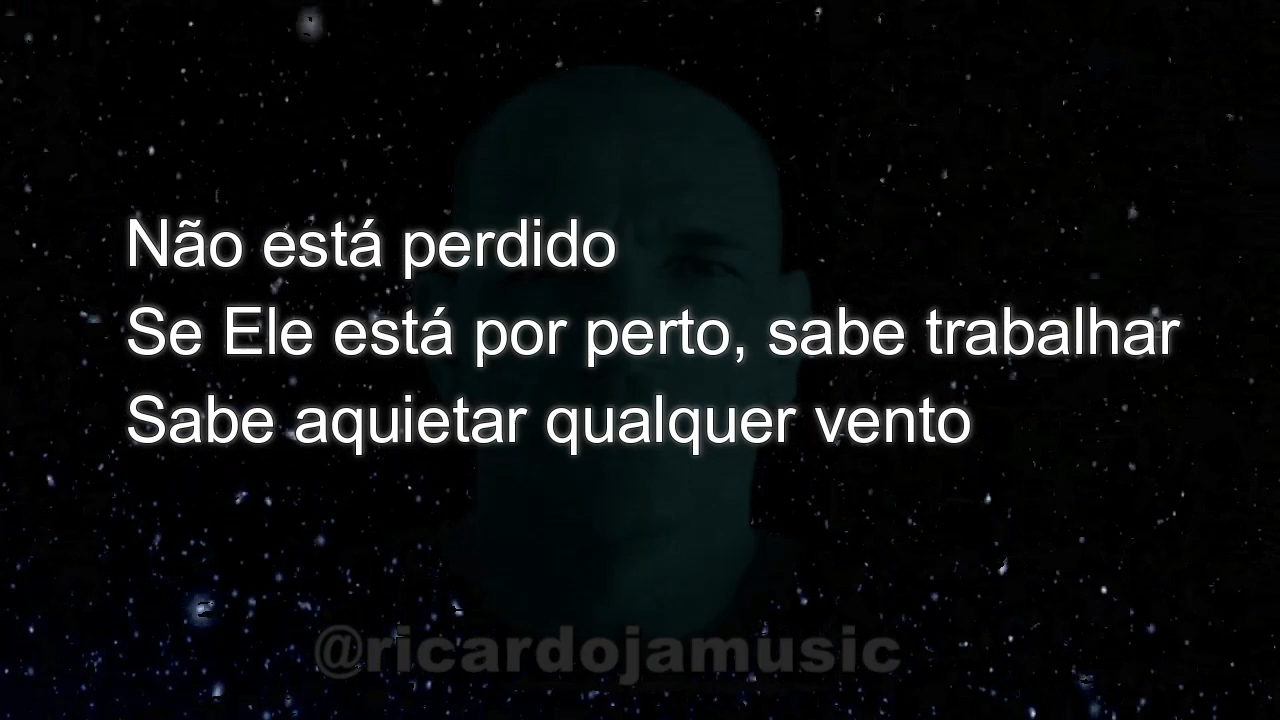 Não está perdido
Se Ele está por perto, sabe trabalhar
Sabe aquietar qualquer vento
@ricardojamusic